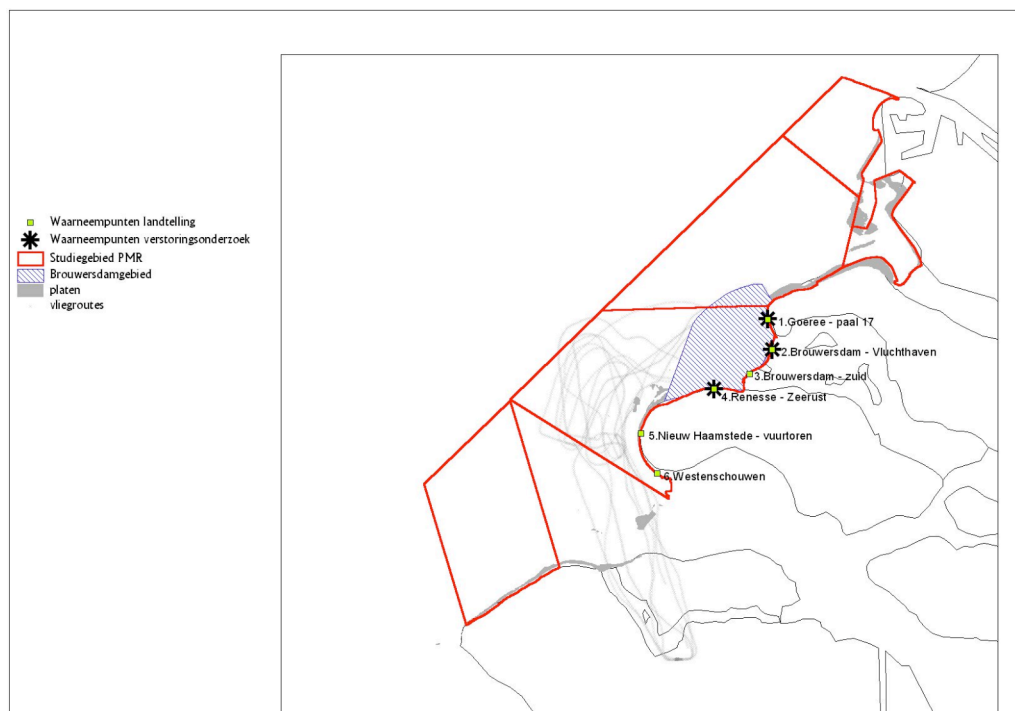 Waarneempunten landtelling
Waarneempunten verstoringsonderzoek
Studiegebied PMR
Brouwersdamgebied
platen
vliegroutes
1.Goeree - paal 17
2.Brouwersdam - Vluchthaven
3.Brouwersdam - zuid
4.Renesse - Zeerust
5.Nieuw Haamstede - vuurtoren
6.Westenschouwen